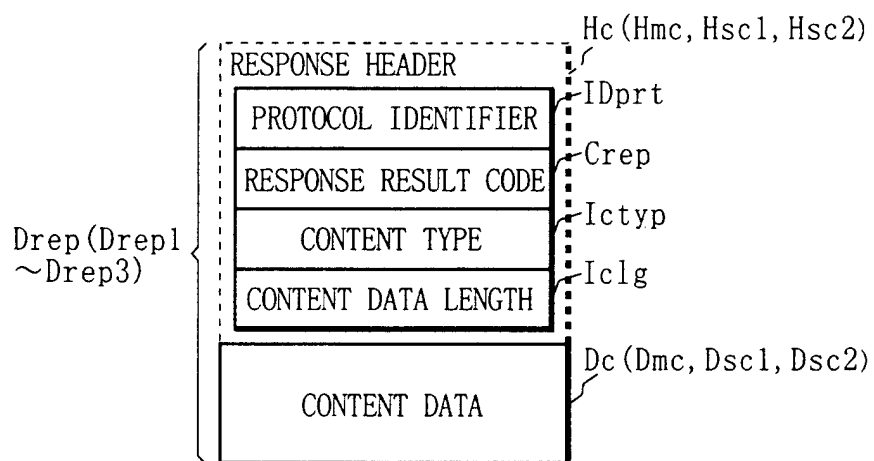 Hc(Hmc, Hsc1, Hsc2)
RESPONSE HEADER
IDprt
PROTOCOL IDENTIFIER
Crep
RESPONSE RESULT CODE
Ictyp
CONTENT TYPE
Drep(Drep1
~Drep3)
Iclg
CONTENT DATA LENGTH
Dc(Dmc, Dsc1, Dsc2)
CONTENT DATA